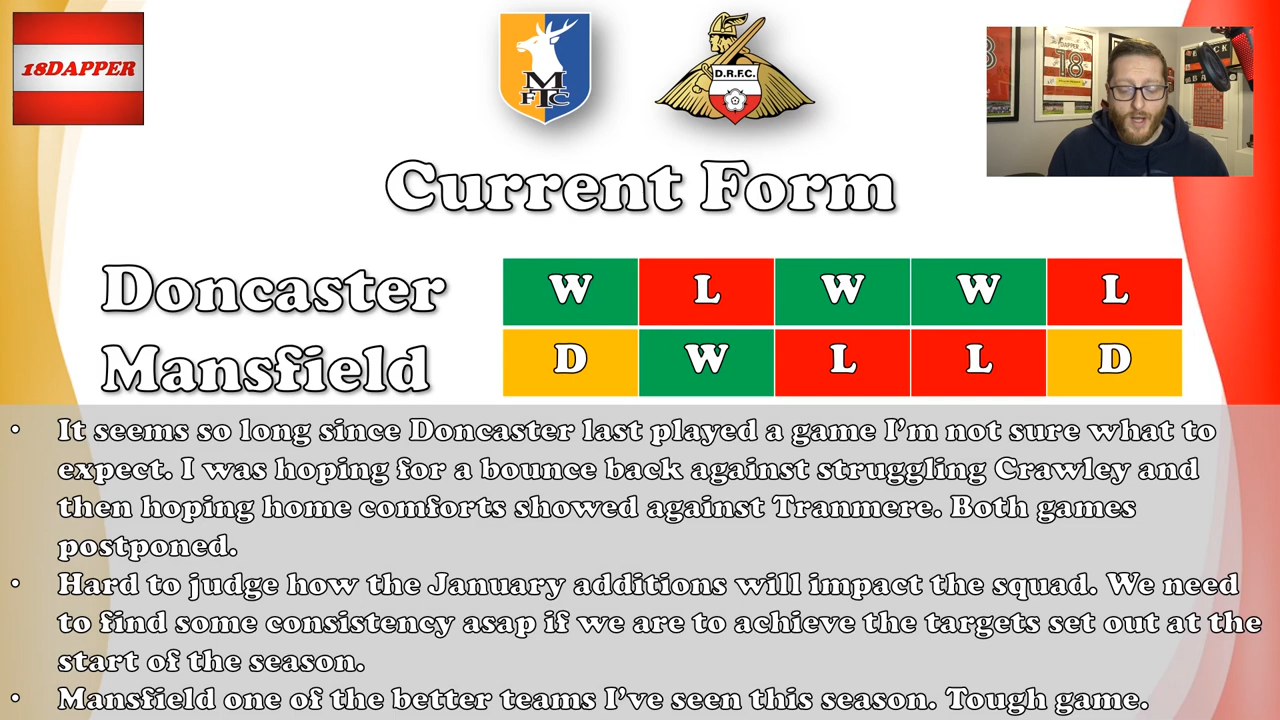 18DAPPER
M
F T C
D.R.F.C.
DAPPER
18
Current Form
Doncaster W L W W L
Mansfield D W L L D
• It seems so long since Doncaster last played a game I'm not sure what to
expect. I was hoping for a bounce back against struggling Crawley and
then hoping home comforts showed against Tranmere. Both games
postponed.
• Hard to judge how the January additions will impact the squad. We need
to find some consistency asap if we are to achieve the targets set out at the
start of the season.
• Mansfield one of the better teams I've seen this season. Tough game.